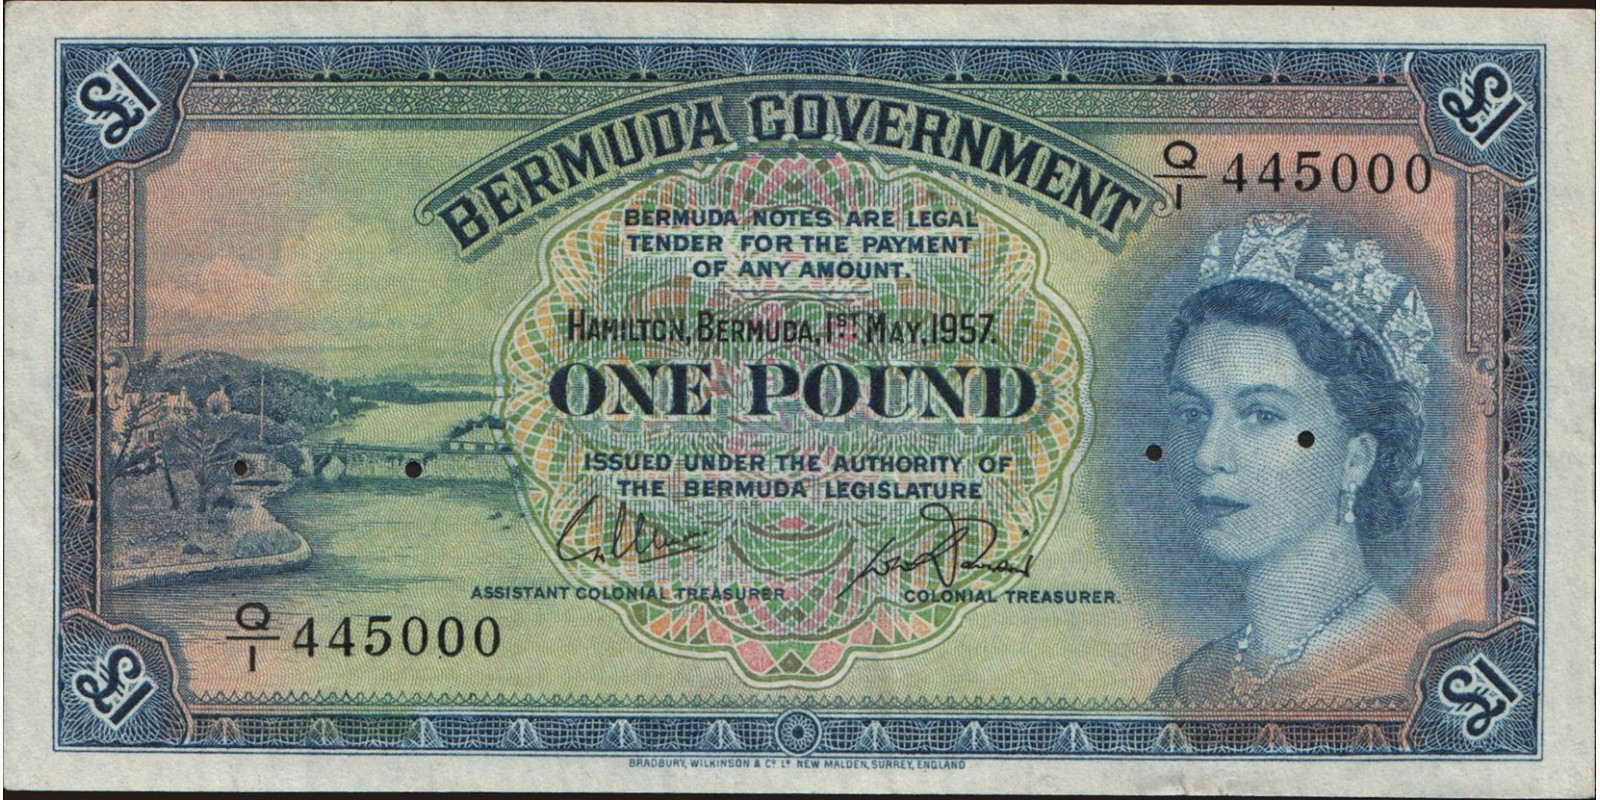 £1
£1
BERMUDA GOVERNMENT
Q/1 445000
BERMUDA NOTES ARE LEGAL
TENDER FOR THE PAYMENT
OF ANY AMOUNT.
HAMILTON, BERMUDA, 1ST MAY, 1957.
ONE POUND
ISSUED UNDER THE AUTHORITY OF
THE BERMUDA LEGISLATURE
ASSISTANT COLONIAL TREASURER
COLONIAL TREASURER.
Q/1 445000
£1
£1
BRADBURY, WILKINSON & Co. Ld. NEW MALDEN, SURREY, ENGLAND